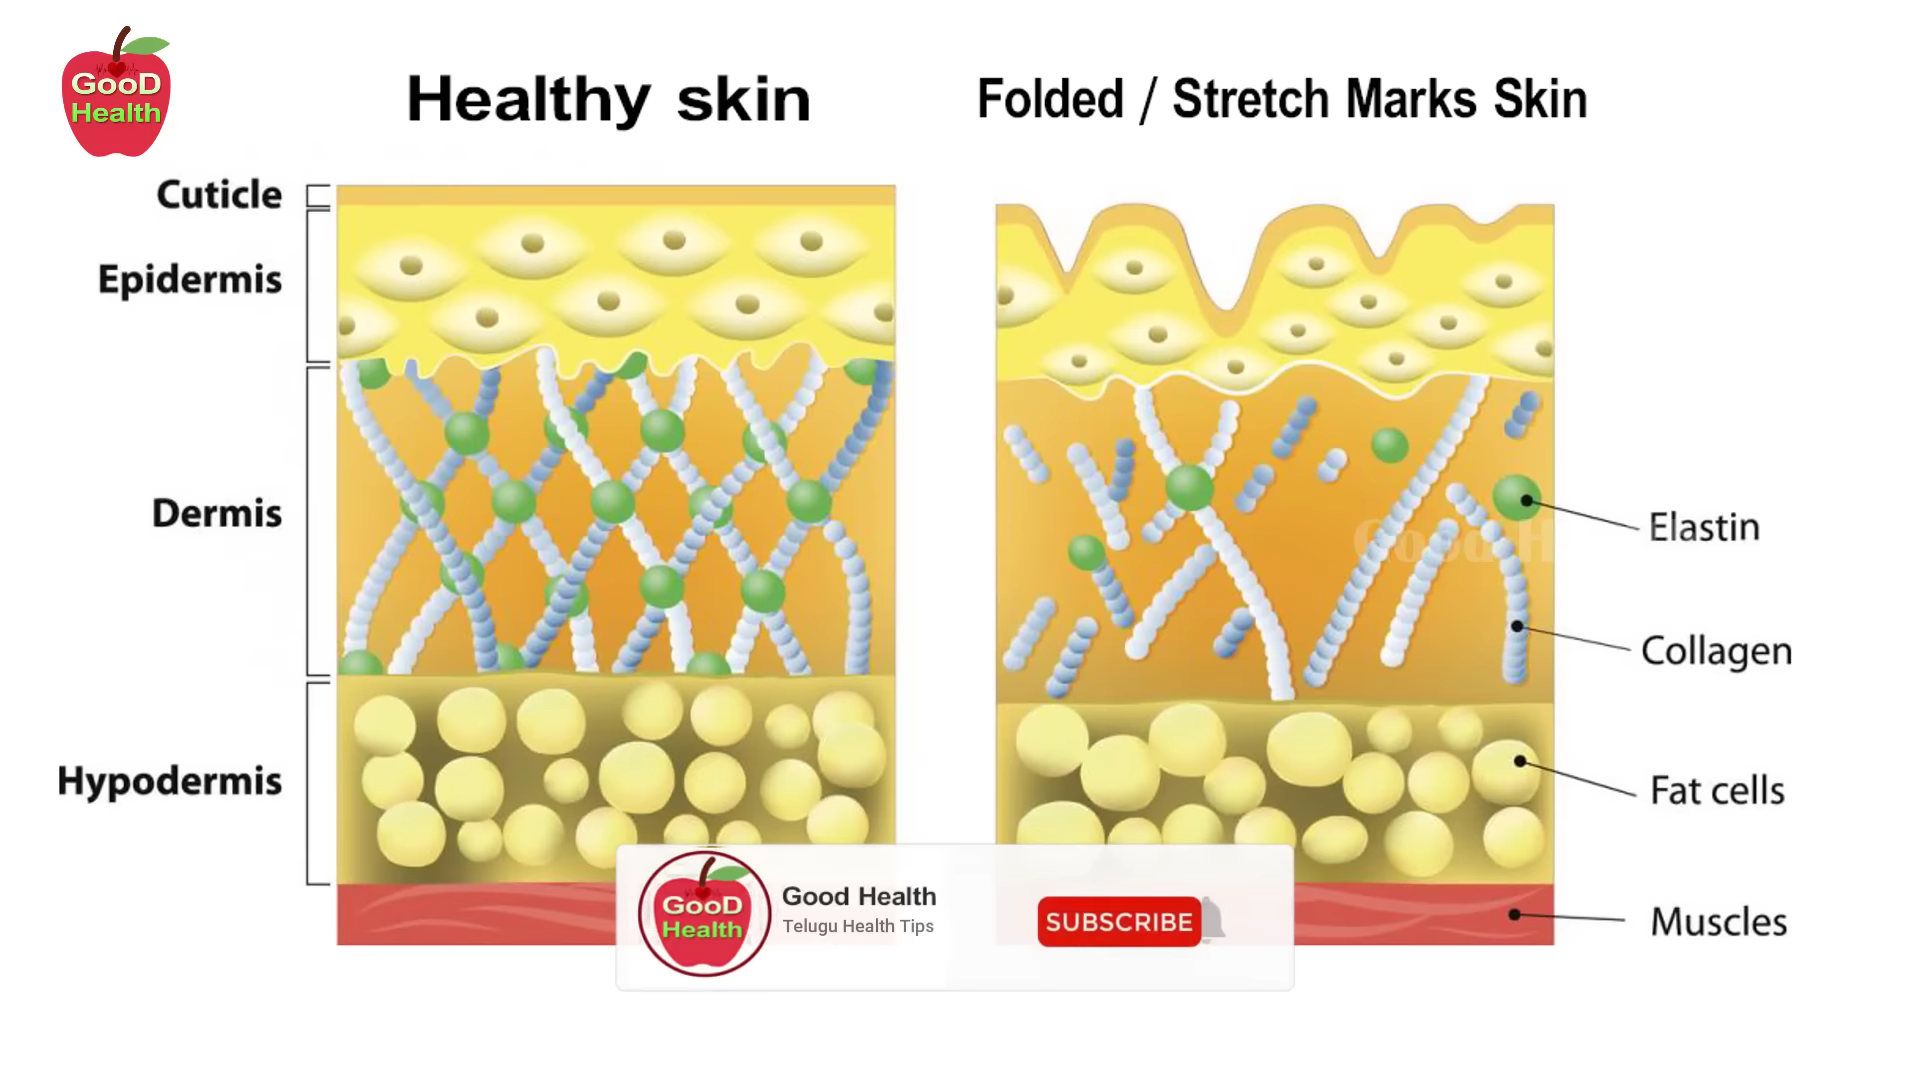 GooD
Health
Healthy skin
Folded / Stretch Marks Skin
Cuticle
Epidermis
Dermis
Hypodermis
Good H
Elastin
Collagen
Fat cells
Muscles
GooD
Health
Good Health
Telugu Health Tips
SUBSCRIBE